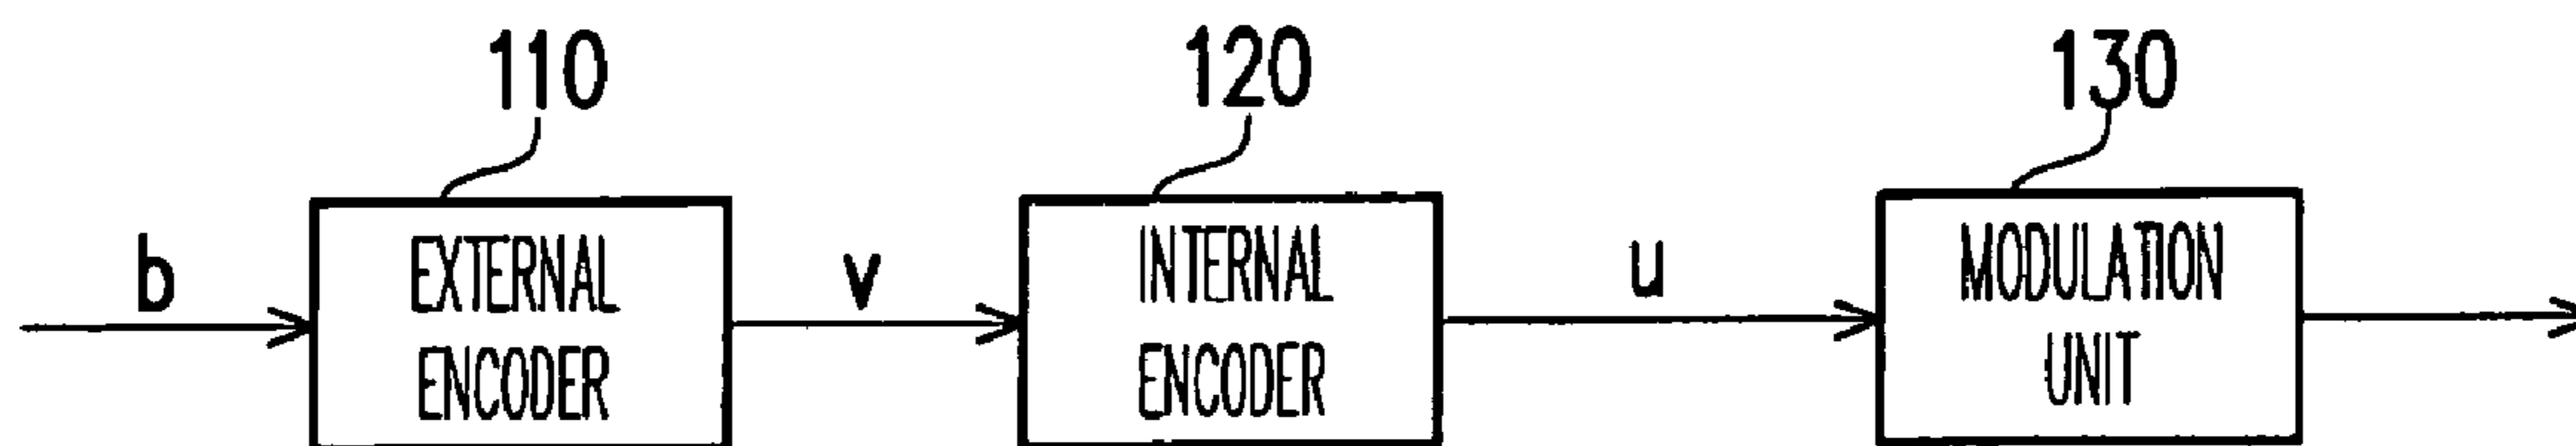 110
120
130
b
EXTERNAL
ENCODER
v
INTERNAL
ENCODER
u
MODULATION
UNIT